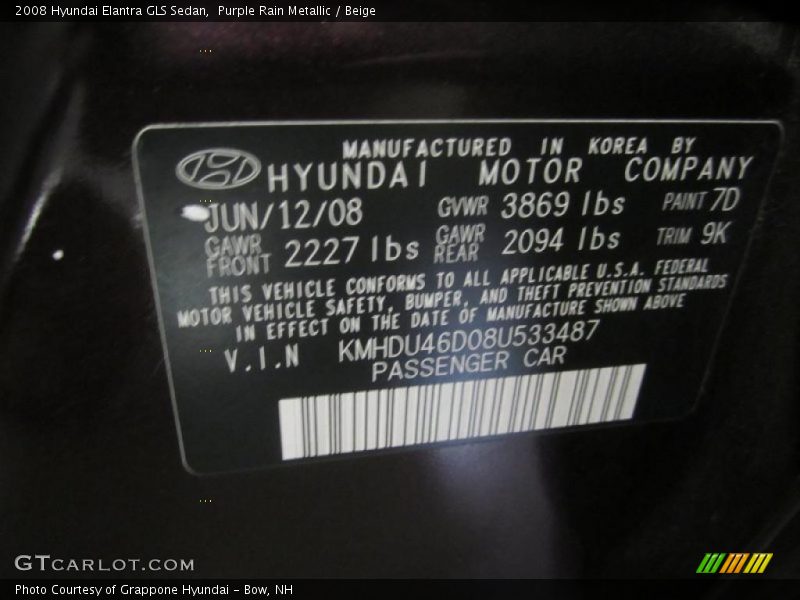 2008 Hyundai Elantra GLS Sedan,  Purple Rain Metallic / Beige
MANUFACTURED IN KOREA BY
HYUNDAI MOTOR COMPANY
JUN/12/08 GVWR 3869 lbs PAINT 7D
GAWR FRONT 2227 lbs GAWR REAR 2094 lbs TRIM 9K
THIS VEHICLE CONFORMS TO ALL APPLICABLE U.S.A. FEDERAL
MOTOR VEHICLE SAFETY, BUMPER, AND THEFT PREVENTION STANDARDS
IN EFFECT ON THE DATE OF MANUFACTURE SHOWN ABOVE
V.I.N KMHDU46D08U533487
PASSENGER CAR
GTCARLOT.COM
Photo Courtesy of Grappone Hyundai - Bow, NH